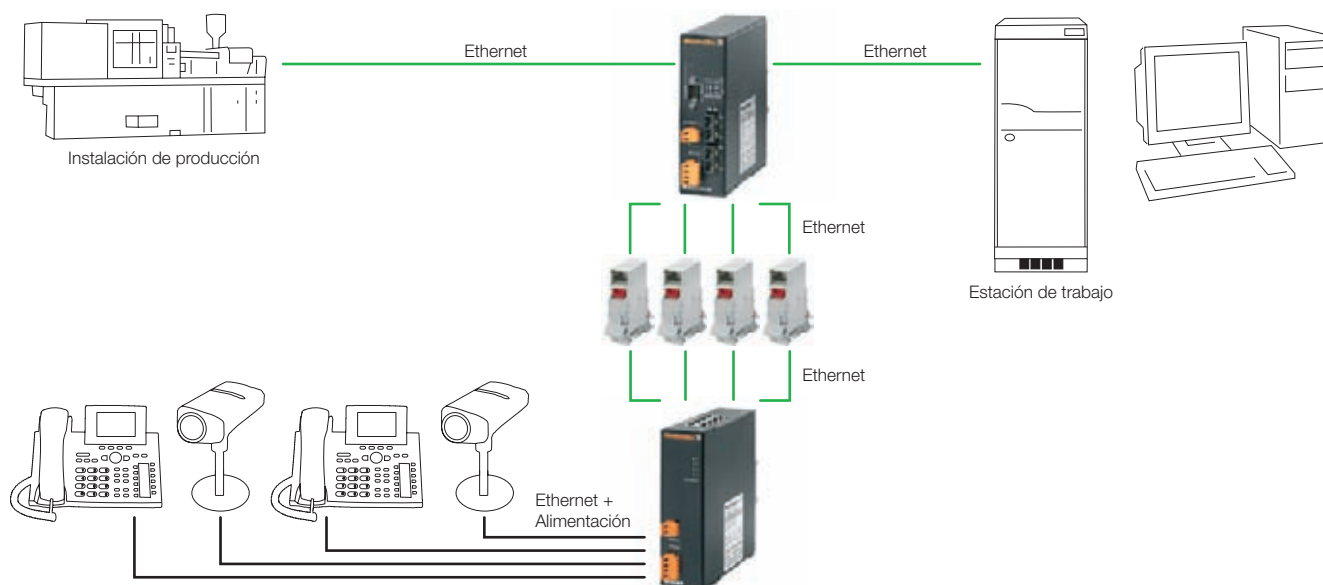 Ethernet
Ethernet
Instalación de producción
Ethernet
Estación de trabajo
Ethernet
Ethernet +
Alimentación